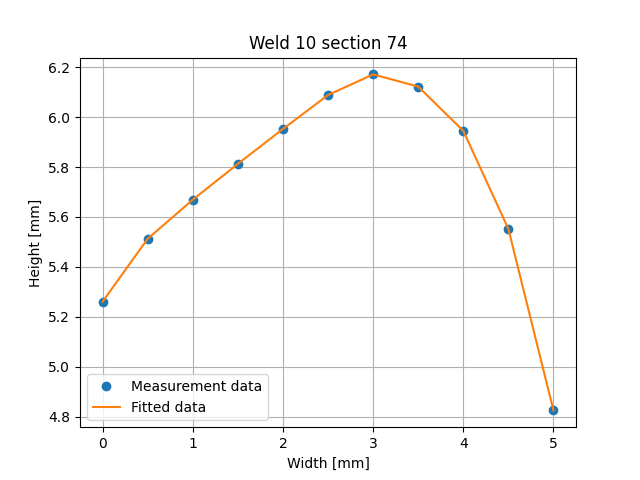 Weld 10 section 74
Height [mm]
6.2
6.0
5.8
5.6
5.4
5.2
5.0
4.8
Measurement data
Fitted data
0 1 2 3 4 5
Width [mm]